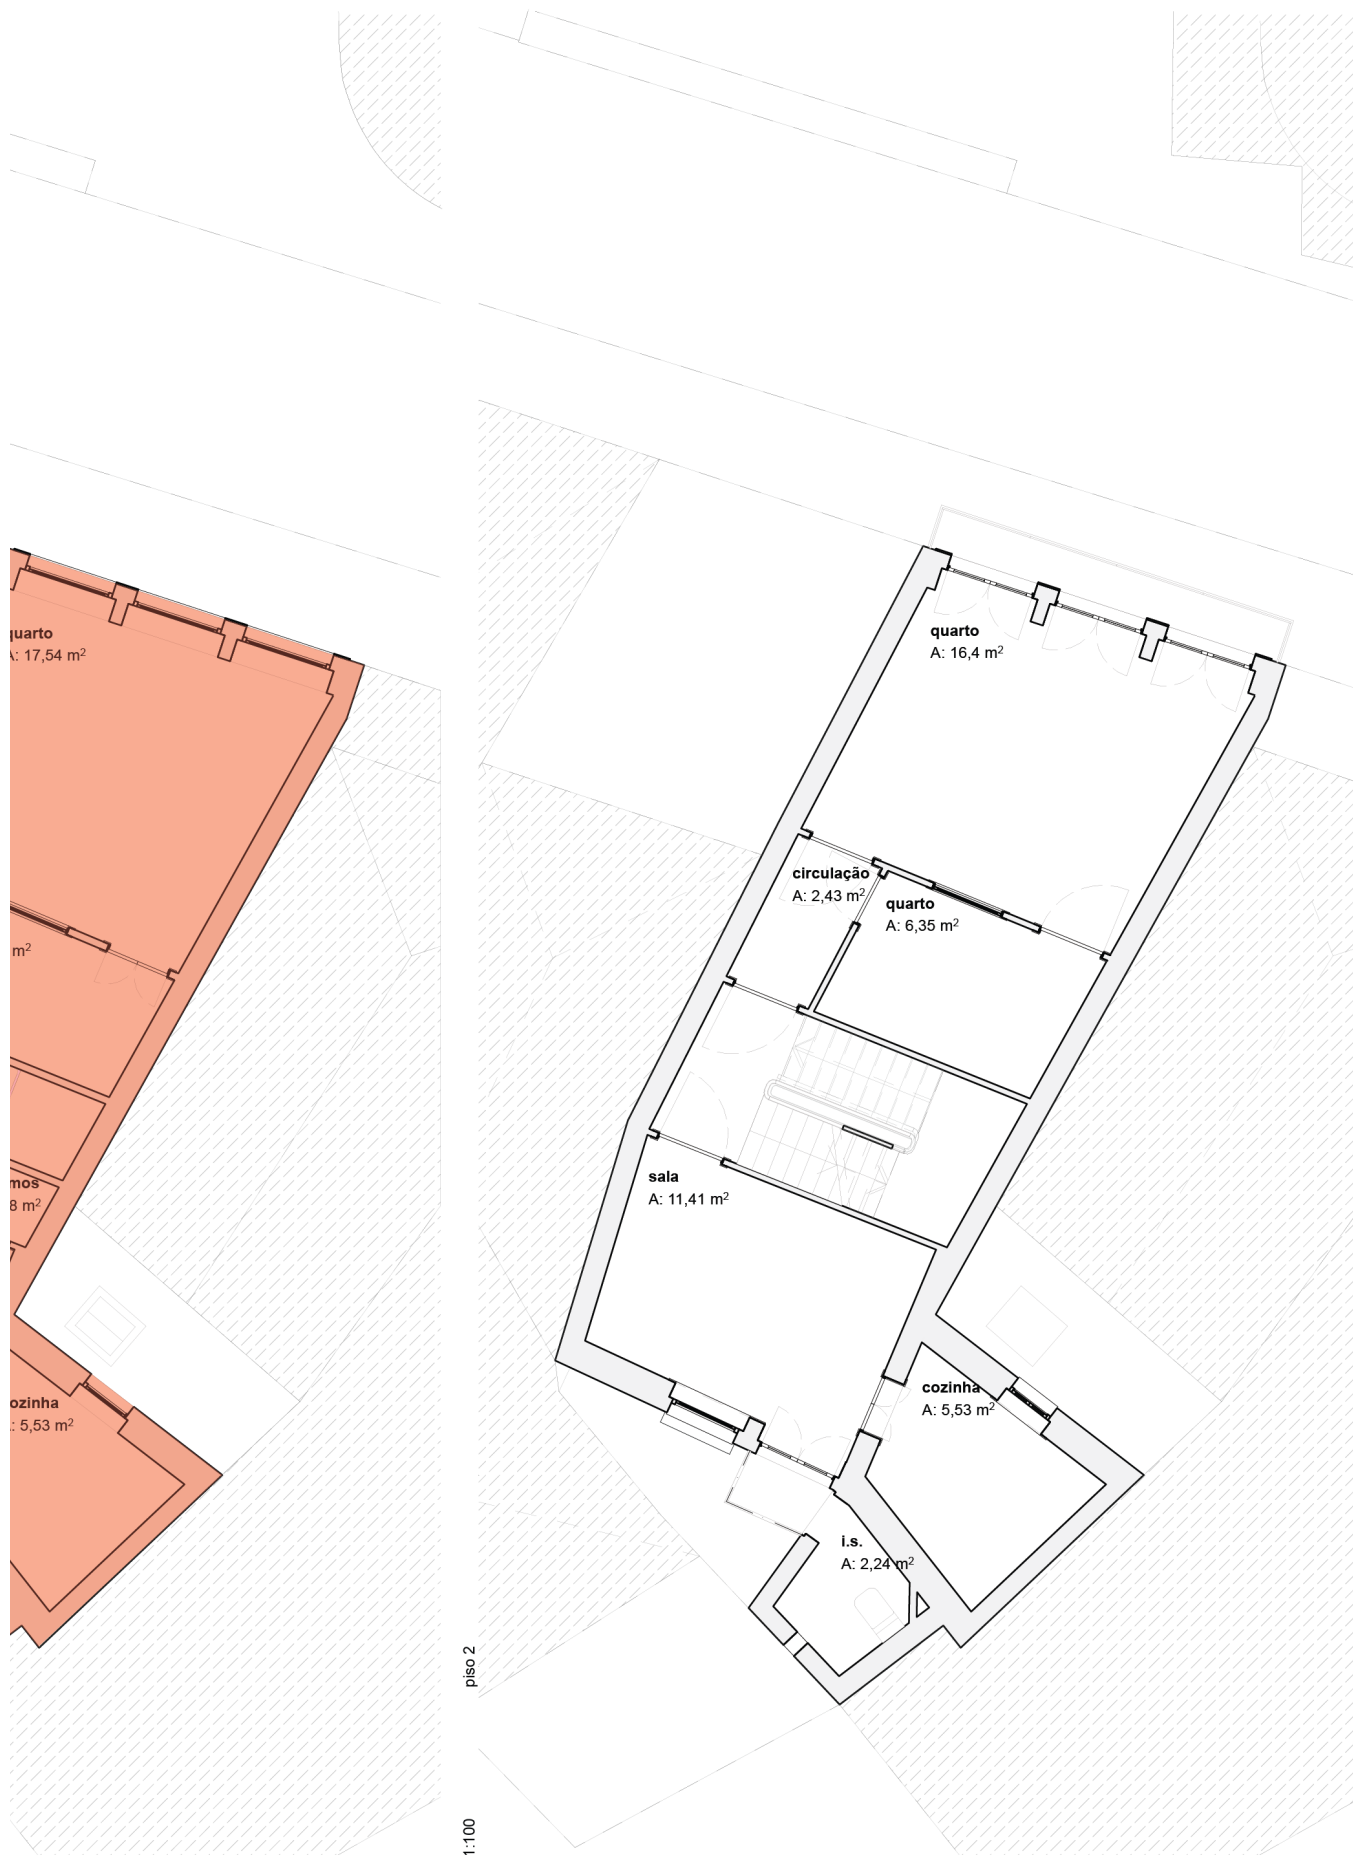 quarto
A: 17,54 m²
m²
mos
8 m²
ozinha
: 5,53 m²
piso 2
1:100
quarto
A: 16,4 m²
circulação
A: 2,43 m²
quarto
A: 6,35 m²
sala
A: 11,41 m²
cozinha
A: 5,53 m²
i.s.
A: 2,24 m²